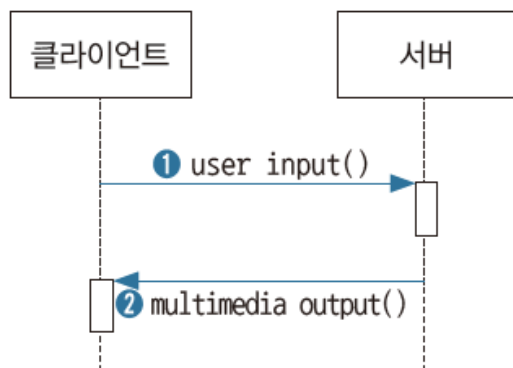 클라이언트
서버
❶ user input()
❷ multimedia output()